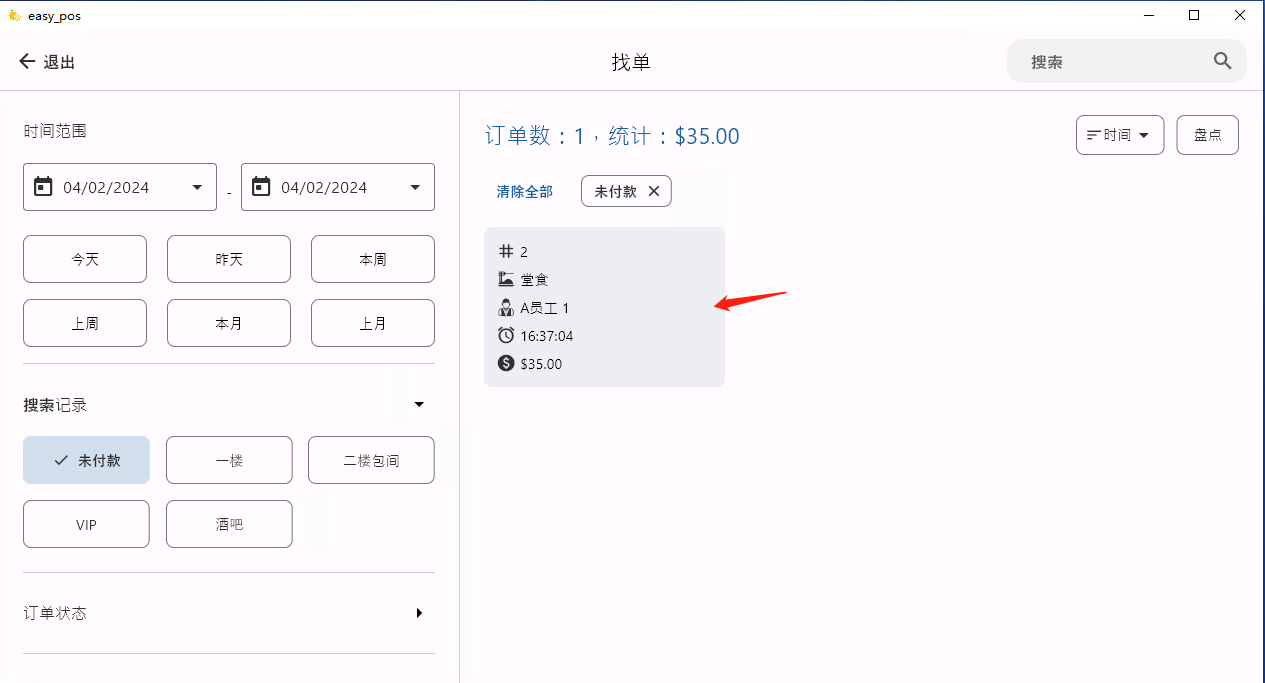 easy_pos
退出
找单
搜索
时间范围
04/02/2024 - 04/02/2024
今天 昨天 本周
上周 本月 上月
搜索记录
未付款 一楼 二楼包间
VIP 酒吧
订单状态
订单数：1，统计：$35.00
时间 盘点
清除全部 未付款
2
堂食
A员工 1
16:37:04
$35.00